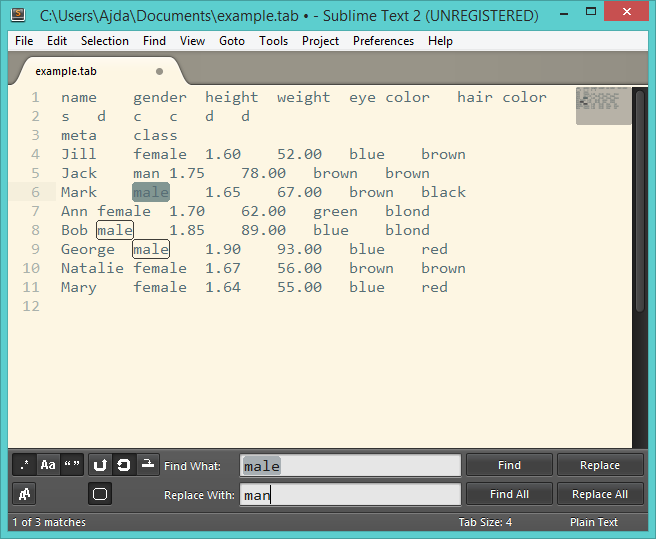 C:\Users\Ajda\Documents\example.tab • - Sublime Text 2 (UNREGISTERED)
File Edit Selection Find View Goto Tools Project Preferences Help
example.tab
1 name gender height weight eye color hair color
2 s d c c d d
3 meta class
4 Jill female 1.60 52.00 blue brown
5 Jack man 1.75 78.00 brown brown
6 Mark male 1.65 67.00 brown black
7 Ann female 1.70 62.00 green blond
8 Bob male 1.85 89.00 blue blond
9 George male 1.90 93.00 blue red
10 Natalie female 1.67 56.00 brown brown
11 Mary female 1.64 55.00 blue red
12
.* Aa “” Find What: male Find Replace
Replace With: man Find All Replace All
1 of 3 matches Tab Size: 4 Plain Text